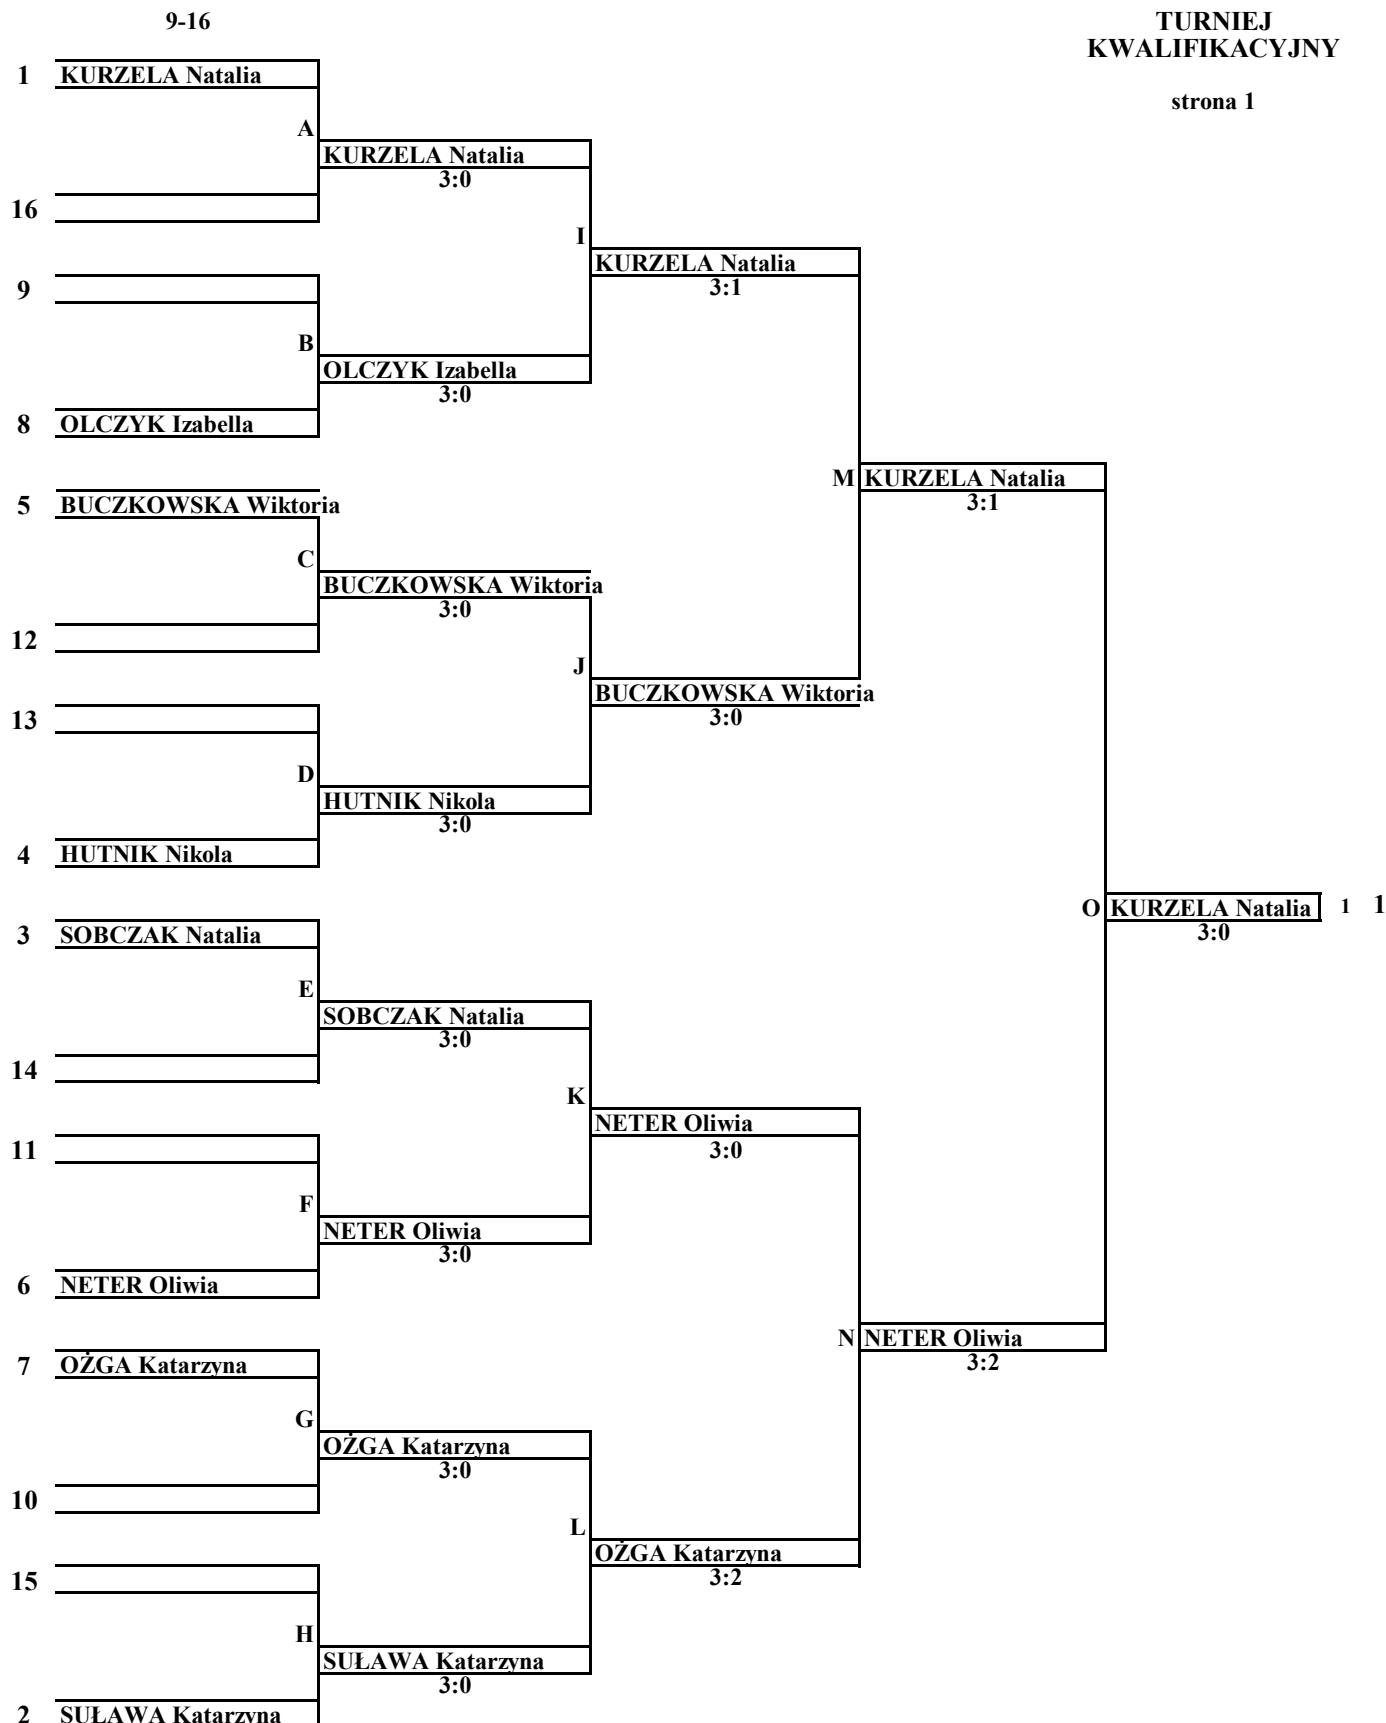 9-16
TURNIEJ
KWALIFIKACYJNY
strona 1
1 KURZELA Natalia
A
KURZELA Natalia
3:0
16
I
KURZELA Natalia
3:1
9
B
OLCZYK Izabella
3:0
8 OLCZYK Izabella
M KURZELA Natalia
3:1
5 BUCZKOWSKA Wiktoria
C
BUCZKOWSKA Wiktoria
3:0
12
J
BUCZKOWSKA Wiktoria
3:0
13
D
HUTNIK Nikola
3:0
4 HUTNIK Nikola
O KURZELA Natalia 1 1
3:0
3 SOBCZAK Natalia
E
SOBCZAK Natalia
3:0
14
K
NETER Oliwia
3:0
11
F
NETER Oliwia
3:0
6 NETER Oliwia
N NETER Oliwia
3:2
7 OŻGA Katarzyna
G
OŻGA Katarzyna
3:0
10
L
OŻGA Katarzyna
3:2
15
H
SUŁAWA Katarzyna
3:0
2 SUŁAWA Katarzyna